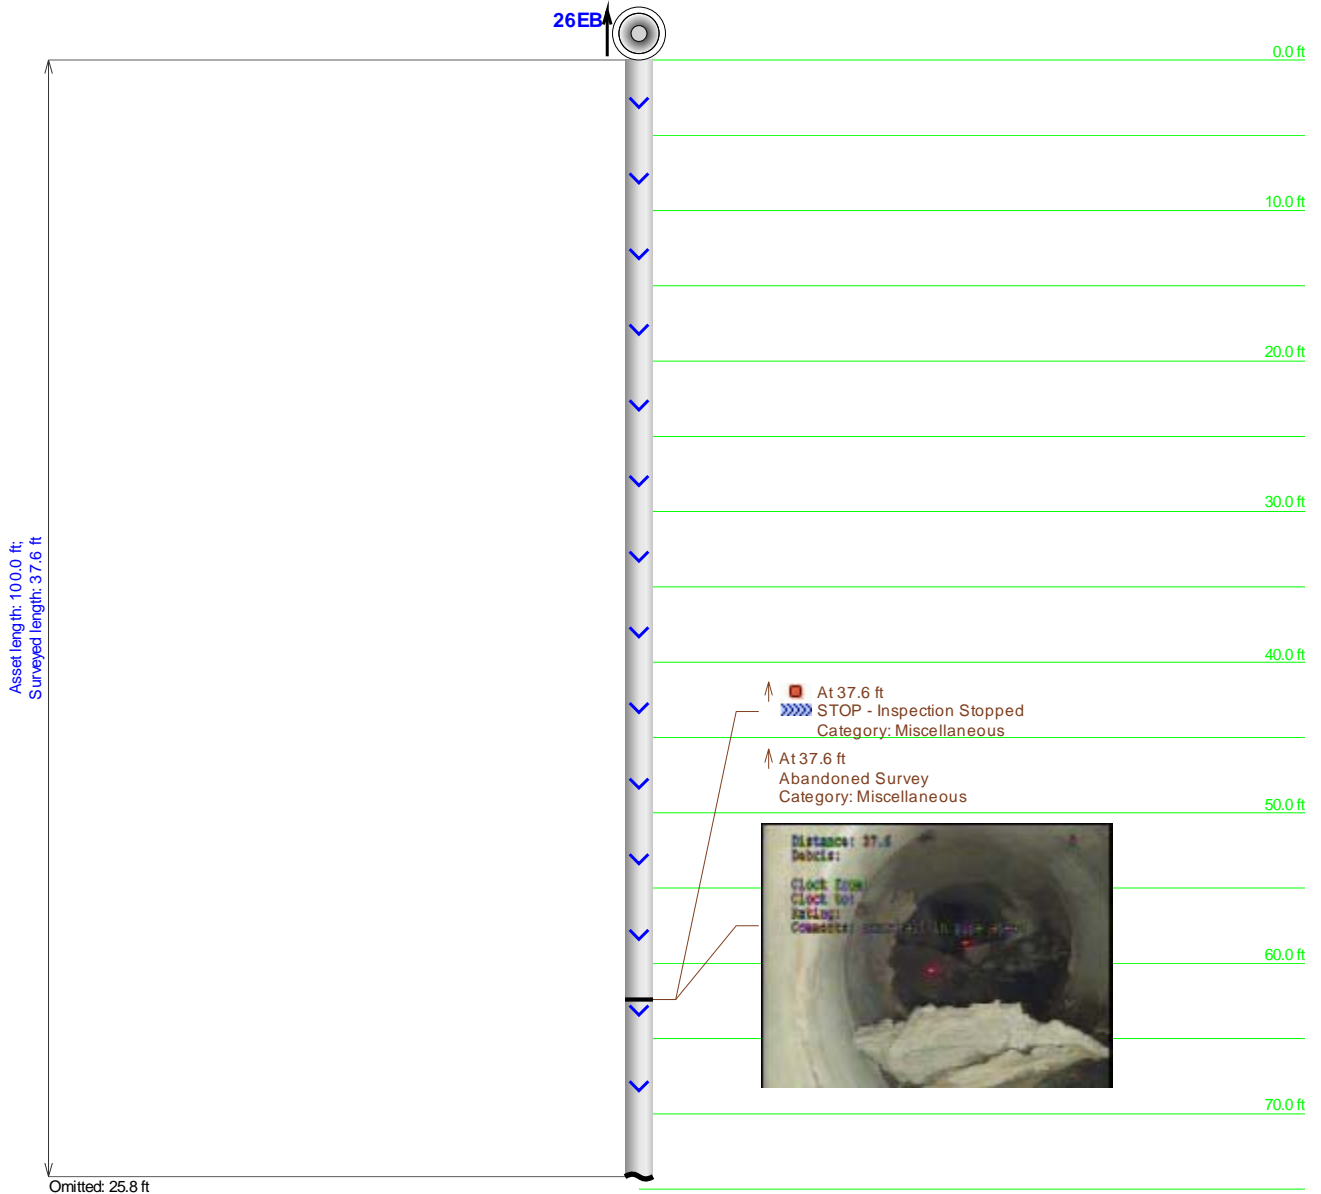 26EB
0.0 ft
10.0 ft
20.0 ft
30.0 ft
40.0 ft
50.0 ft
60.0 ft
70.0 ft
Asset length: 100.0 ft;
Surveyed length: 37.6 ft
At 37.6 ft
STOP - Inspection Stopped
Category: Miscellaneous
At 37.6 ft
Abandoned Survey
Category: Miscellaneous
Distance: 37.6
Debris:
Clock from
Clock to:
Rating:
in pipe
Omitted: 25.8 ft